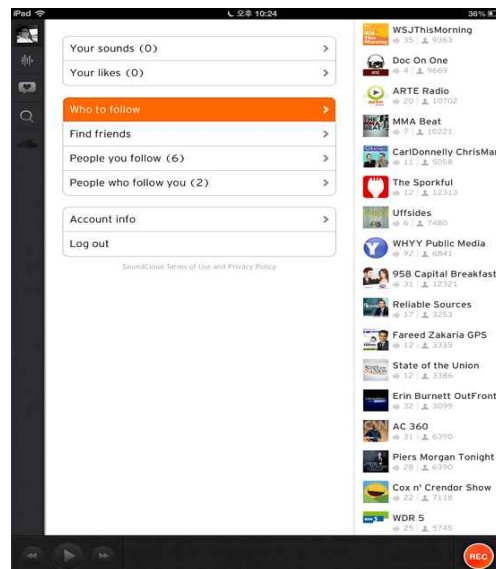 iPad
오후 10:24
36%
Your sounds (0)
Your likes (0)
Who to follow
Find friends
People you follow (6)
People who follow you (2)
Account info
Log out
SoundCloud Terms of Use and Privacy Policy
WSJThisMorning
35 | 9363
Doc On One
4 | 9669
ARTE Radio
20 | 10702
MMA Beat
7 | 10221
CarlDonnelly ChrisMar
11 | 5058
The Sporkful
12 | 12313
Uffsides
6 | 7480
WHYY Public Media
92 | 6841
958 Capital Breakfast
31 | 12321
Reliable Sources
17 | 3253
Fareed Zakaria GPS
12 | 3335
State of the Union
12 | 3386
Erin Burnett OutFront
32 | 3099
AC 360
31 | 6390
Piers Morgan Tonight
28 | 6390
Cox n' Crendor Show
22 | 7118
WDR 5
25 | 5745
REC